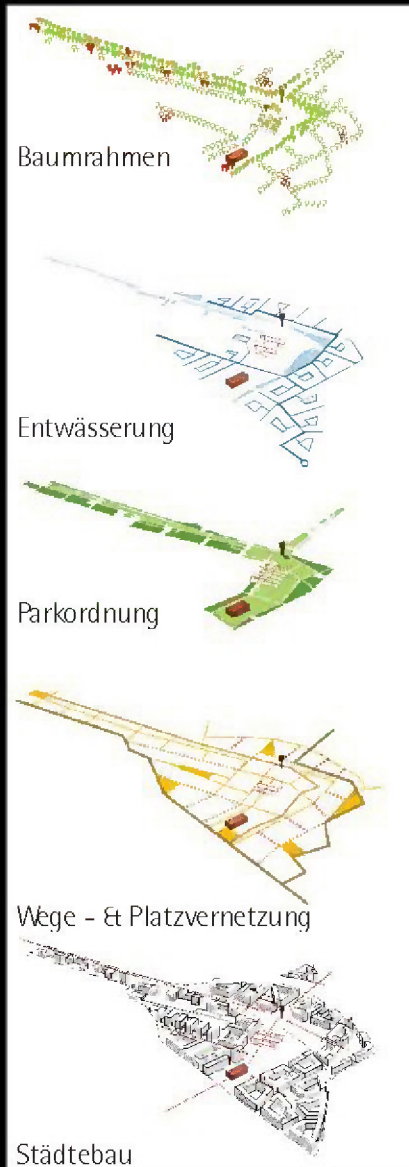 Baumrahmen
Entwässerung
Parkordnung
Wege - & Platzvernetzung
Städtebau